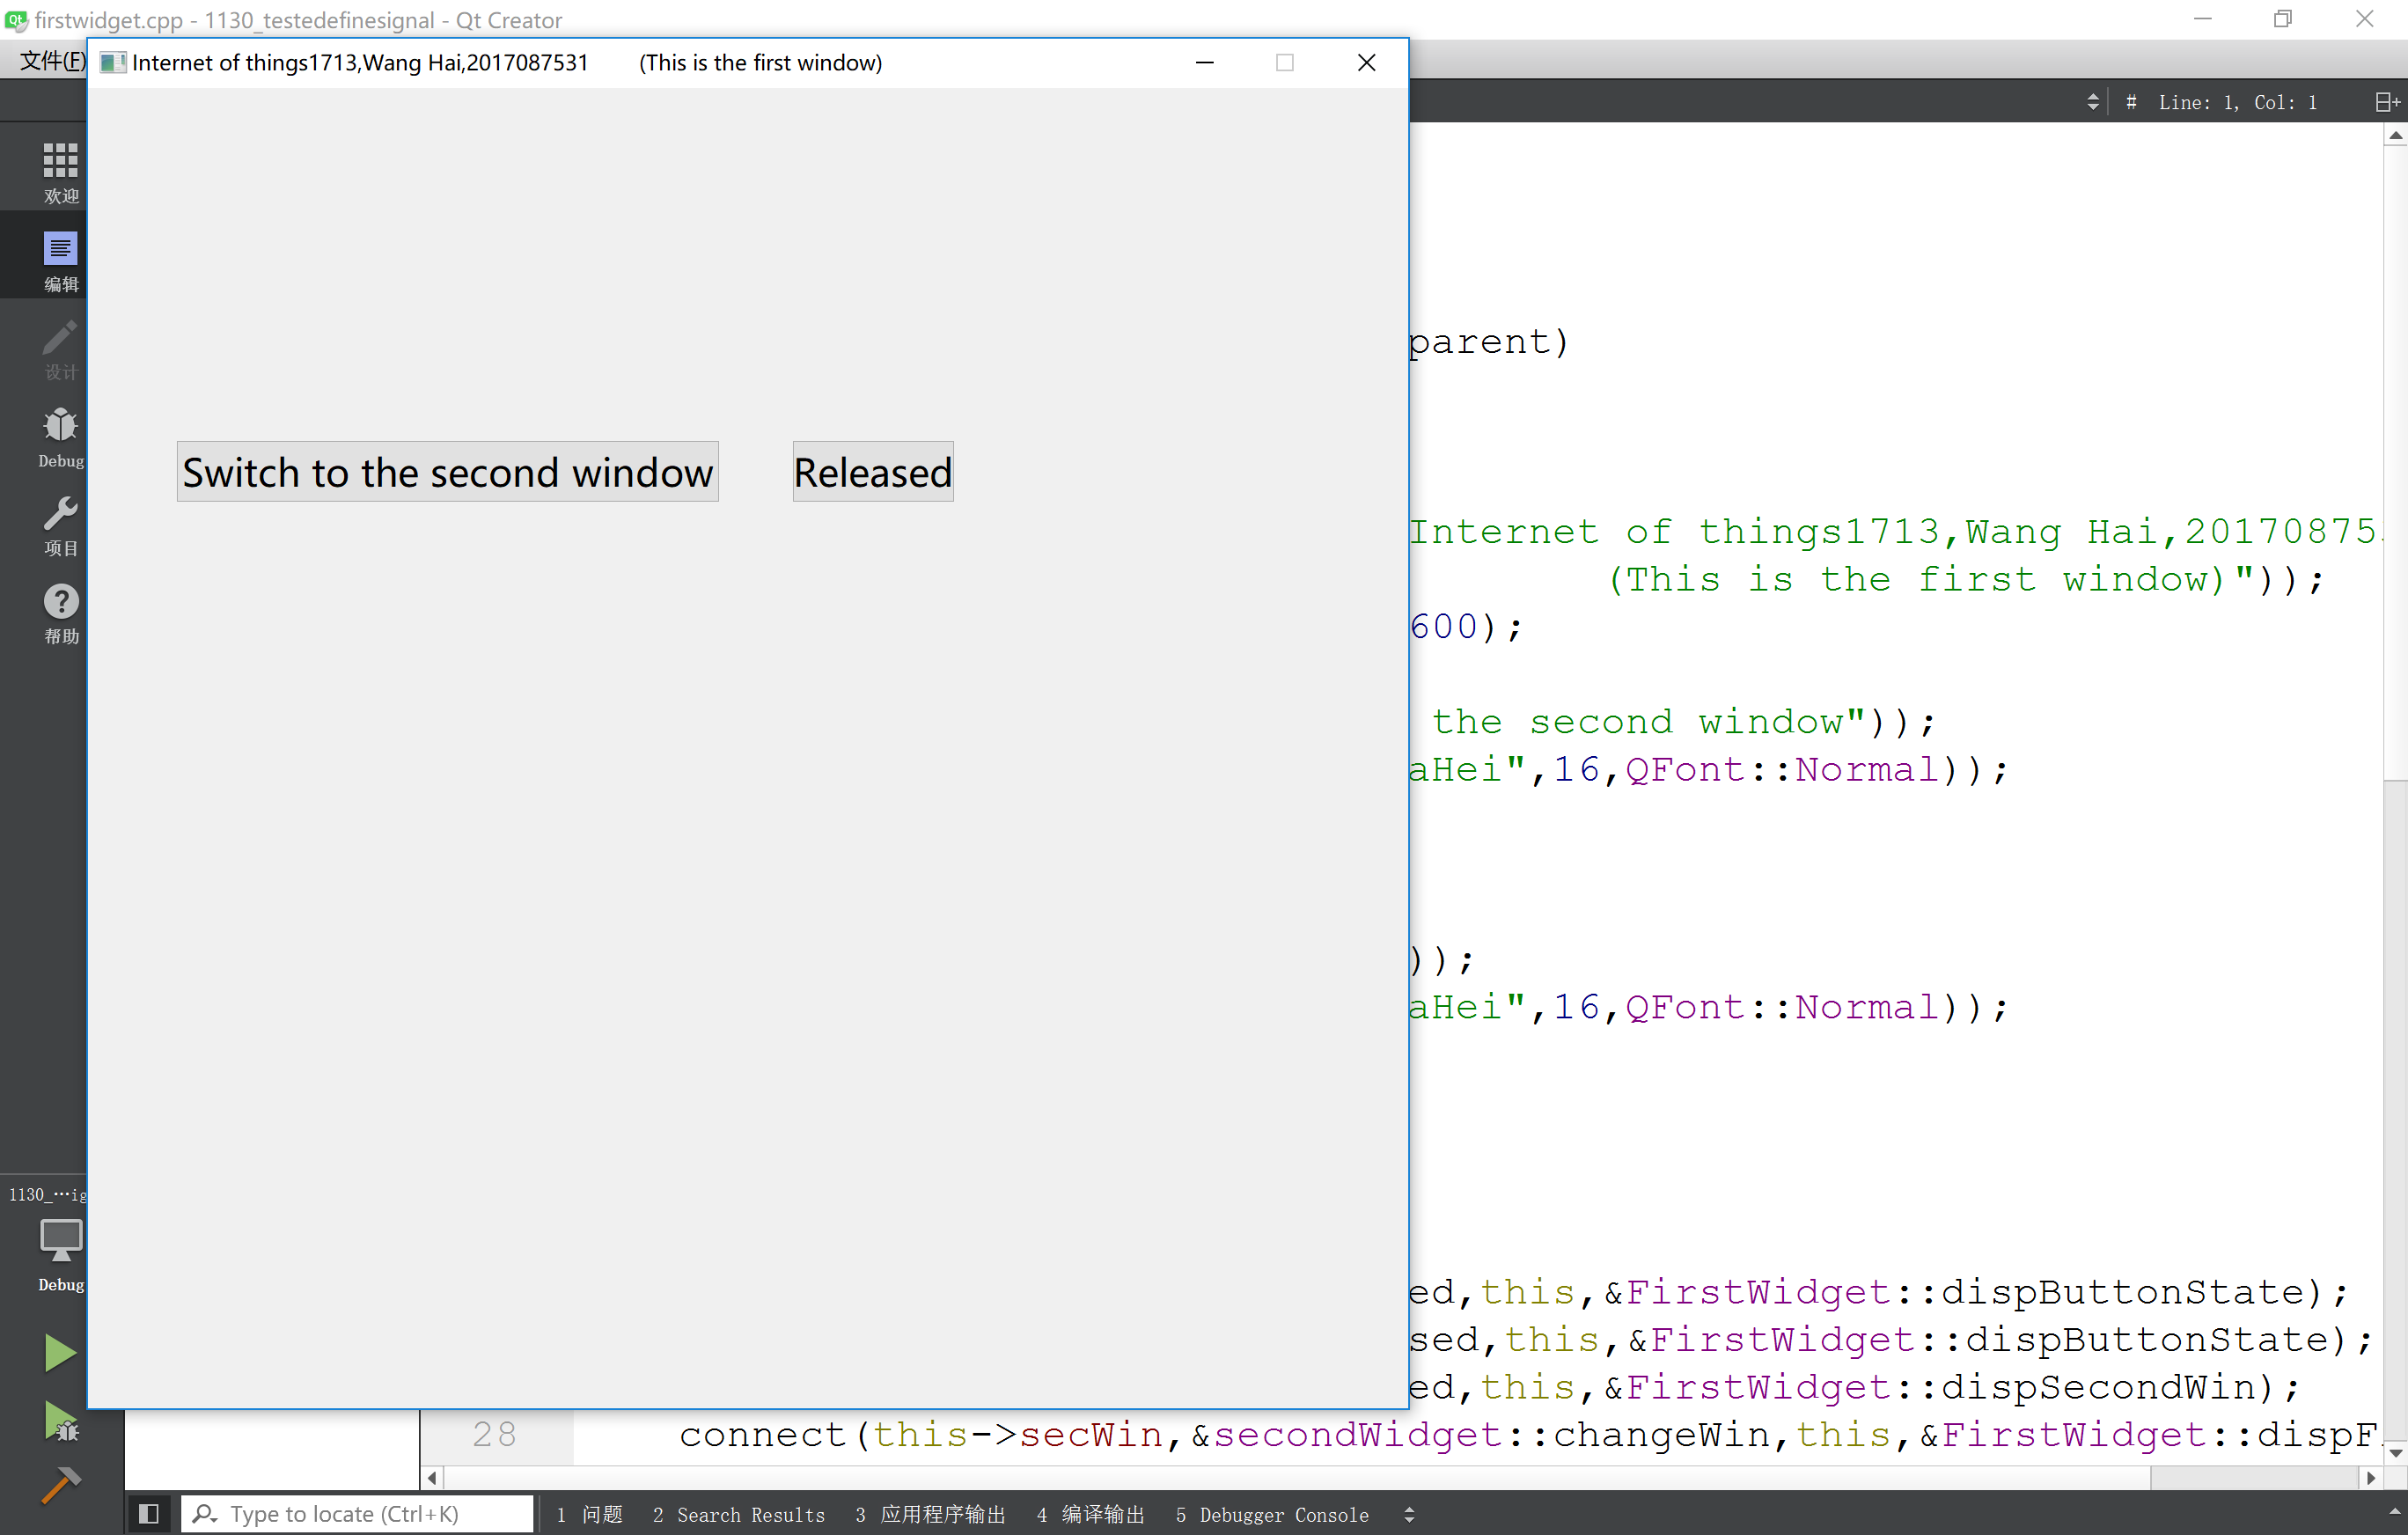 firstwidget.cpp - 1130_testedefinesignal - Qt Creator
文件(F)
Internet of things1713,Wang Hai,2017087531 (This is the first window)
# Line: 1, Col: 1
欢迎
编辑
设计
Debug
项目
帮助
Switch to the second window
Released
parent)
Internet of things1713,Wang Hai,20170875
(This is the first window)"));
600);
the second window"));
aHei",16,QFont::Normal));
));
aHei",16,QFont::Normal));
ed,this,&FirstWidget::dispButtonState);
sed,this,&FirstWidget::dispButtonState);
ed,this,&FirstWidget::dispSecondWin);
28 connect(this->secWin,&secondWidget::changeWin,this,&FirstWidget::dispF
1130_…ig
Debug
Type to locate (Ctrl+K)
1 问题 2 Search Results 3 应用程序输出 4 编译输出 5 Debugger Console